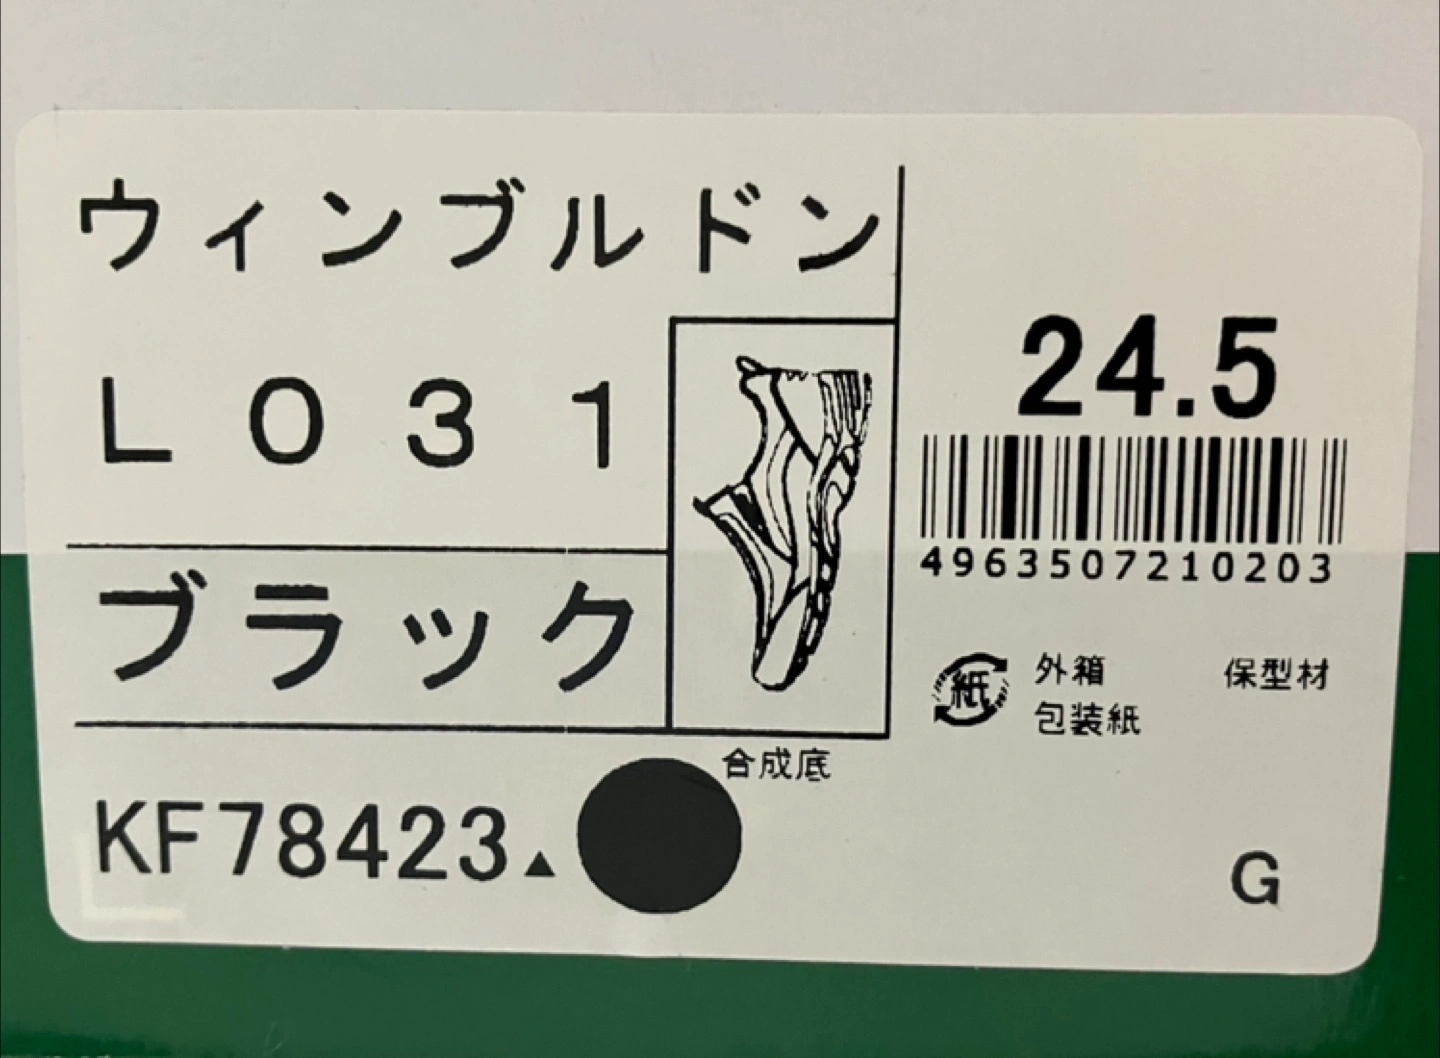 ウィンブルドン
L031
ブラック
KF78423▲
合成底
24.5
4963507210203
紙
外箱 保型材
包装紙
G